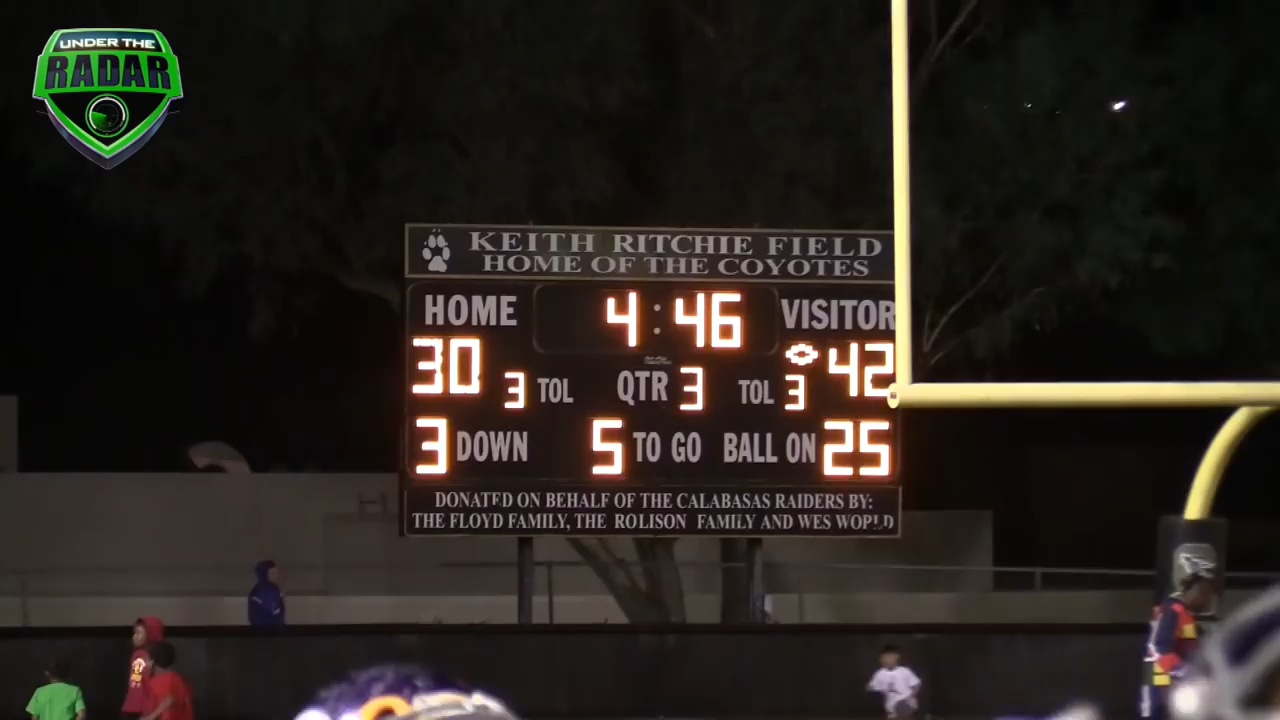 UNDER THE
RADAR
KEITH RITCHIE FIELD
HOME OF THE COYOTES
HOME 4:46 VISITOR
30 3 TOL QTR 3 TOL 3 42
3 DOWN 5 TO GO BALL ON 25
DONATED ON BEHALF OF THE CALABASAS RAIDERS BY:
THE FLOYD FAMILY, THE ROLISON FAMILY AND WES WORLD